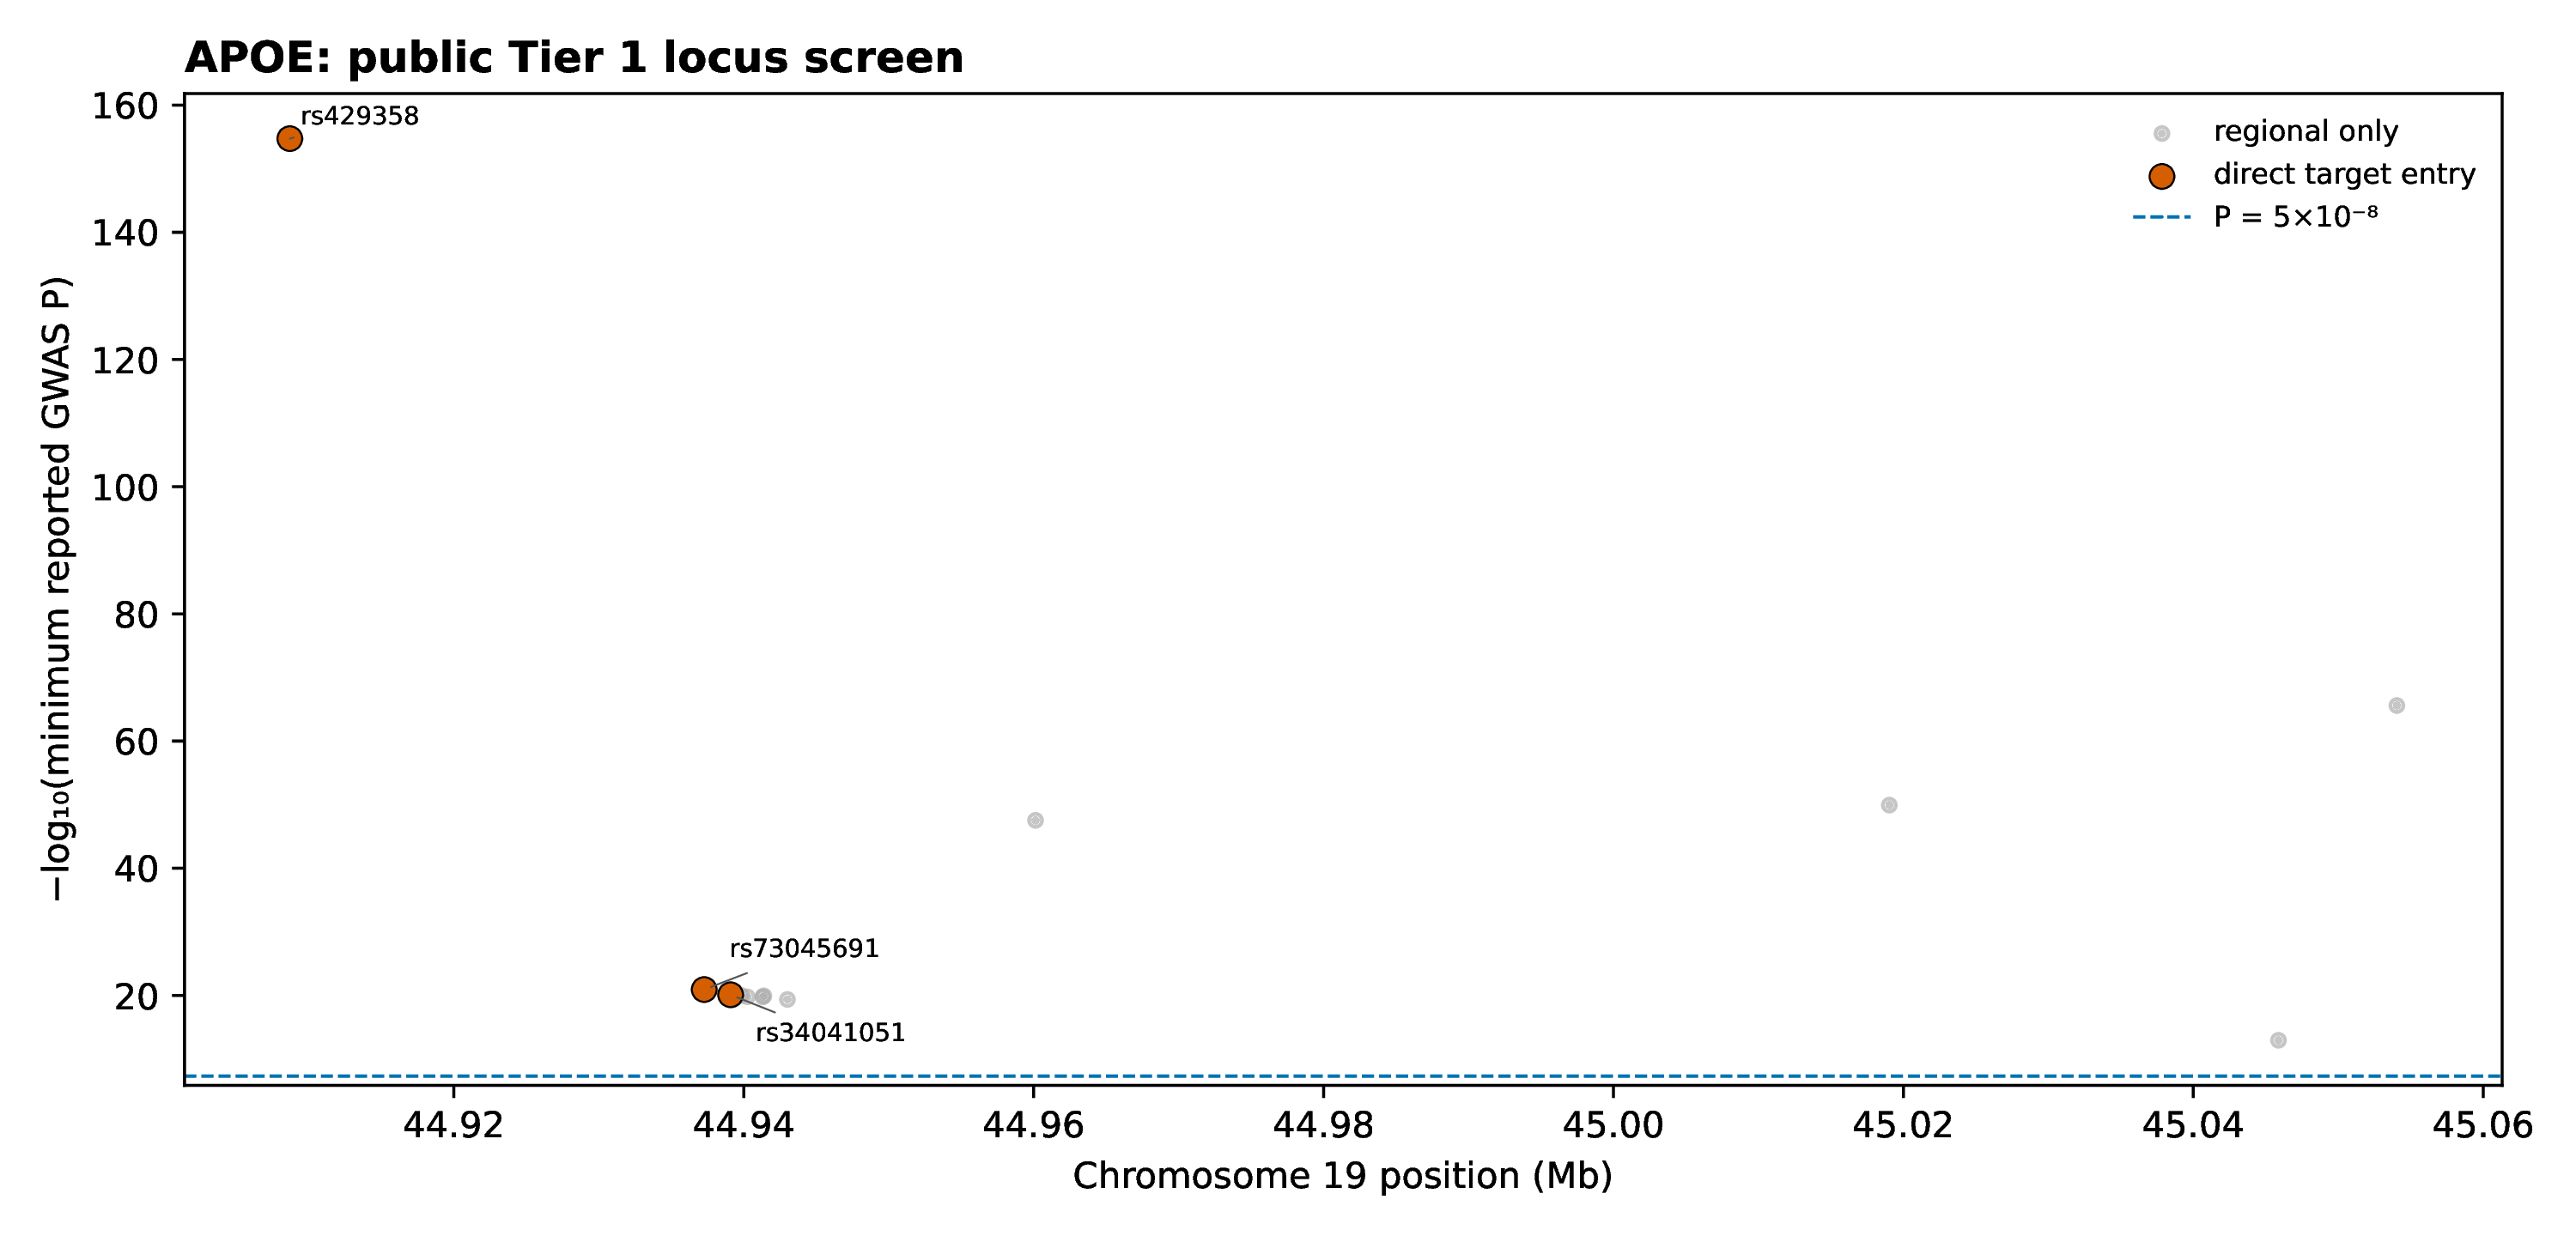 APOE: public Tier 1 locus screen
−log₁₀(minimum reported GWAS P)
160
140
120
100
80
60
40
20
rs429358
regional only
direct target entry
P = 5×10⁻⁸
rs73045691
rs34041051
44.92
44.94
44.96
44.98
45.00
45.02
45.04
45.06
Chromosome 19 position (Mb)